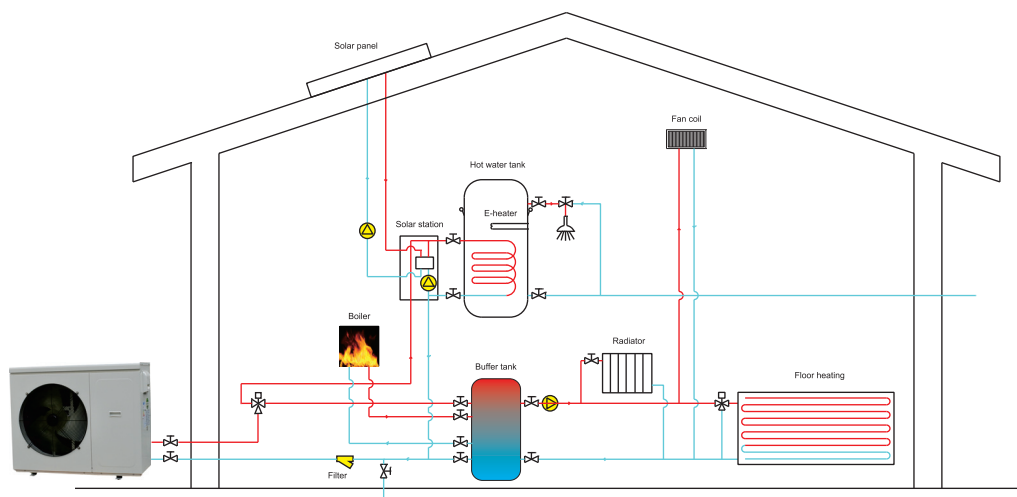 Solar panel
Fan coil
Hot water tank
E-heater
Solar station
Boiler
Radiator
Buffer tank
Floor heating
Filter